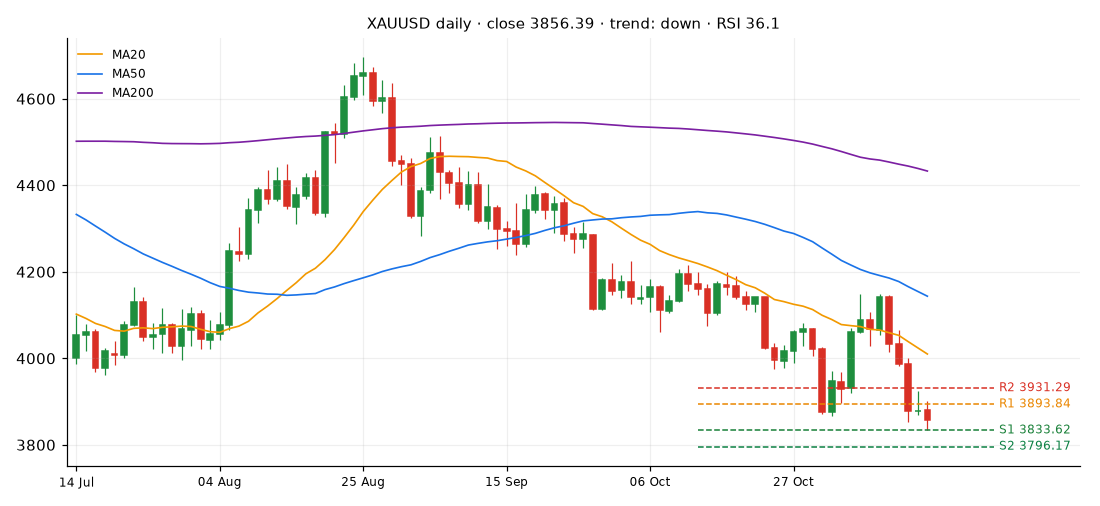 XAUUSD daily · close 3856.39 · trend: down · RSI 36.1
MA20
MA50
MA200
4600
4400
4200
4000
3800
R2 3931.29
R1 3893.84
S1 3833.62
S2 3796.17
14 Jul
04 Aug
25 Aug
15 Sep
06 Oct
27 Oct